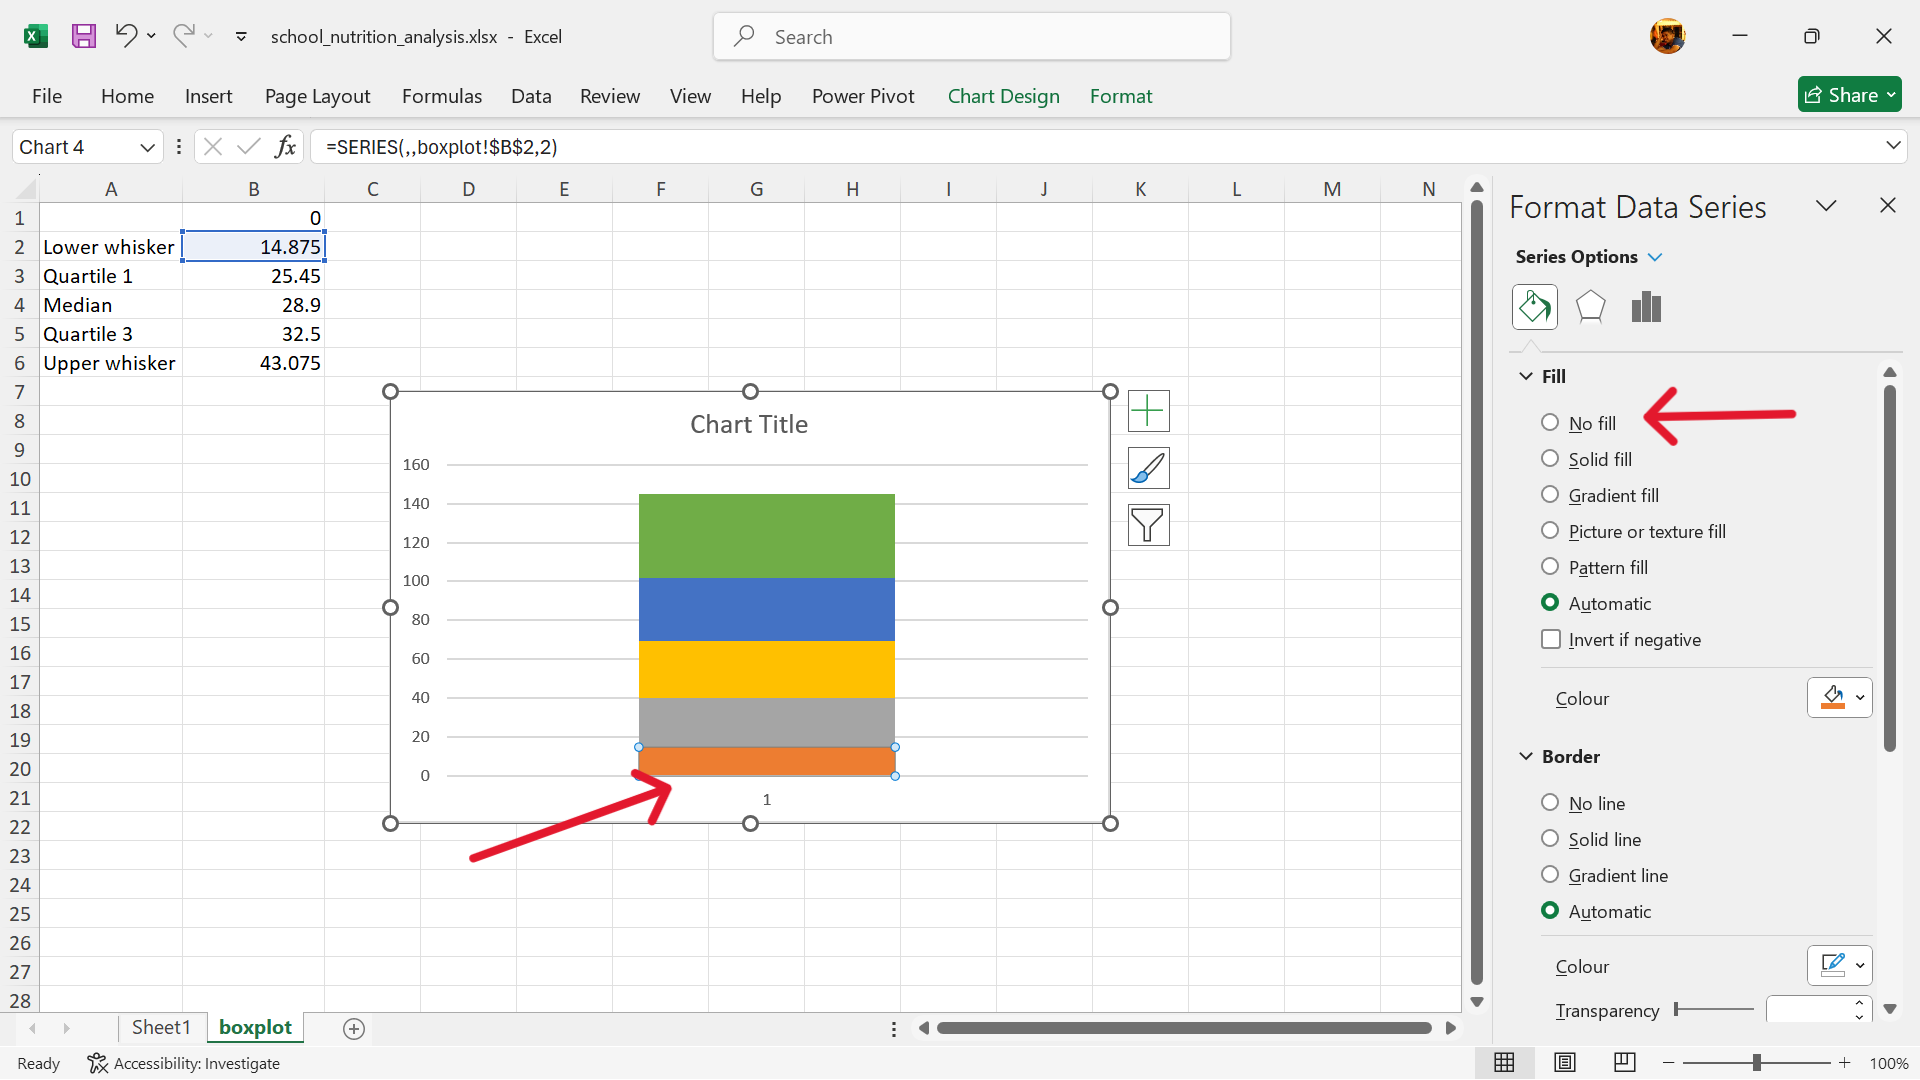 school_nutrition_analysis.xlsx - Excel
Search
File Home Insert Page Layout Formulas Data Review View Help Power Pivot Chart Design Format Share
Chart 4 fx =SERIES(,,boxplot!$B$2,2)
A B C D E F G H I J K L M N
1 0
2 Lower whisker 14.875
3 Quartile 1 25.45
4 Median 28.9
5 Quartile 3 32.5
6 Upper whisker 43.075
7
8
9
10
11
12
13
14
15
16
17
18
19
20
21
22
23
24
25
26
27
28
Chart Title
160
140
120
100
80
60
40
20
0
1
Format Data Series
Series Options
Fill
No fill
Solid fill
Gradient fill
Picture or texture fill
Pattern fill
Automatic
Invert if negative
Colour
Border
No line
Solid line
Gradient line
Automatic
Colour
Transparency
Sheet1 boxplot
Ready Accessibility: Investigate 100%